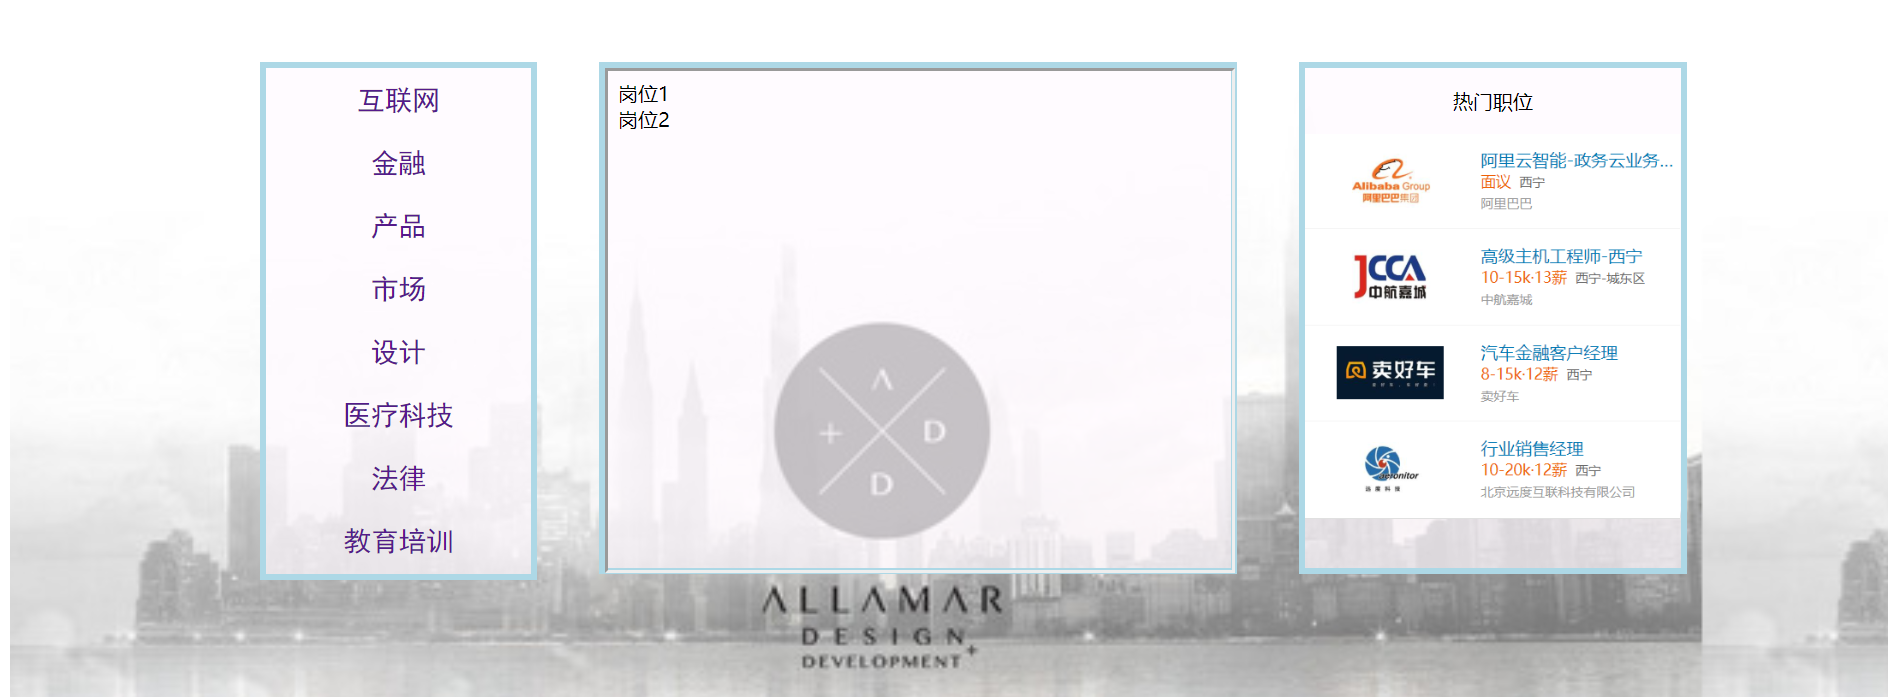 互联网
金融
产品
市场
设计
医疗科技
法律
教育培训
岗位1
岗位2
A
+ D
D
ALLAMAR
DESIGN
DEVELOPMENT+
热门职位
Alibaba Group
阿里巴巴集团
阿里云智能-政务云业务...
面议 西宁
阿里巴巴
JCCA
中航嘉城
高级主机工程师-西宁
10-15k·13薪 西宁-城东区
中航嘉城
卖好车
汽车金融客户经理
8-15k·12薪 西宁
卖好车
远度科技
行业销售经理
10-20k·12薪 西宁
北京远度互联科技有限公司